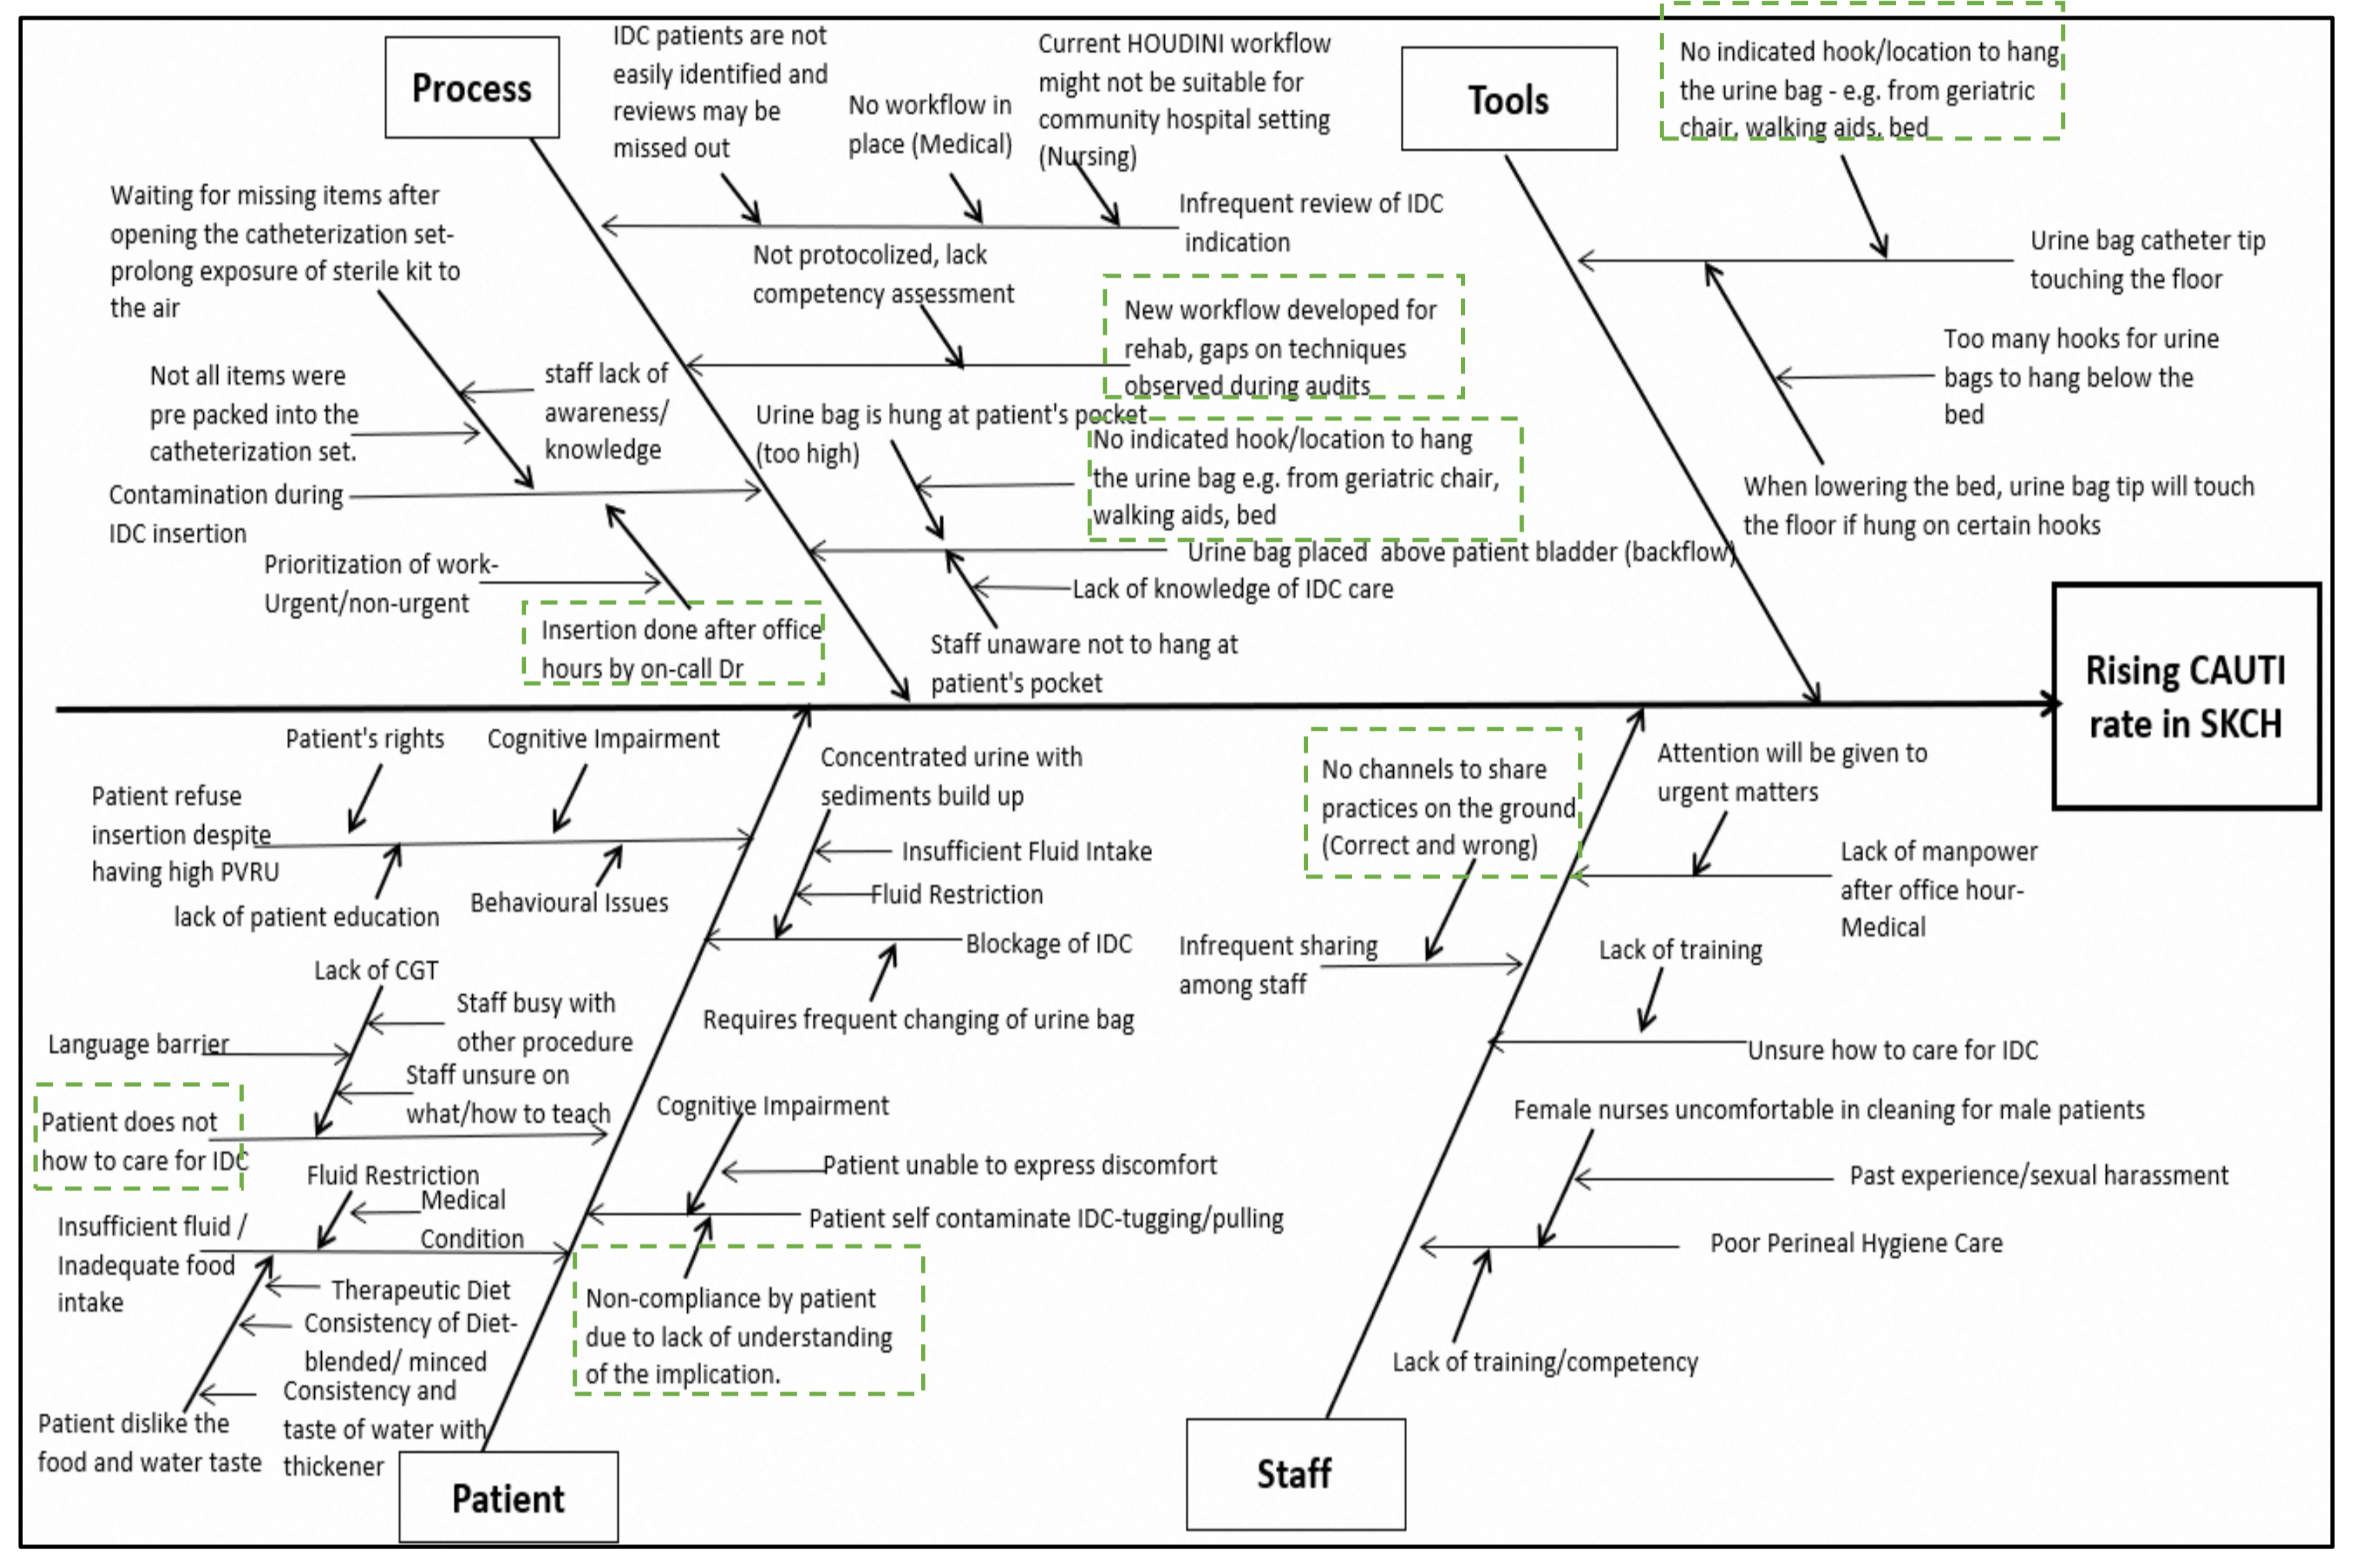 Process
IDC patients are not
easily identified and
reviews may be
missed out
No workflow in
place (Medical)
Current HOUDINI workflow
might not be suitable for
community hospital setting
(Nursing)
Infrequent review of IDC
indication
Waiting for missing items after
opening the catheterization set-
prolong exposure of sterile kit to
the air
Not protocolized, lack
competency assessment
New workflow developed for
rehab, gaps on techniques
observed during audits
Not all items were
pre packed into the
catheterization set.
staff lack of
awareness/
knowledge
Contamination during
IDC insertion
Urine bag is hung at patient's pocket
(too high)
No indicated hook/location to hang
the urine bag e.g. from geriatric chair,
walking aids, bed
Prioritization of work-
Urgent/non-urgent
Insertion done after office
hours by on-call Dr
Urine bag placed above patient bladder (backflow)
Lack of knowledge of IDC care
Staff unaware not to hang at
patient's pocket
Tools
No indicated hook/location to hang
the urine bag - e.g. from geriatric
chair, walking aids, bed
Urine bag catheter tip
touching the floor
Too many hooks for urine
bags to hang below the
bed
When lowering the bed, urine bag tip will touch
the floor if hung on certain hooks
Rising CAUTI
rate in SKCH
Patient's rights
Cognitive Impairment
Patient refuse
insertion despite
having high PVRU
lack of patient education
Behavioural Issues
Concentrated urine with
sediments build up
Insufficient Fluid Intake
Fluid Restriction
Blockage of IDC
Requires frequent changing of urine bag
Lack of CGT
Staff busy with
other procedure
Language barrier
Staff unsure on
what/how to teach
Patient does not
how to care for IDC
Cognitive Impairment
Patient unable to express discomfort
Patient self contaminate IDC-tugging/pulling
Non-compliance by patient
due to lack of understanding
of the implication.
Fluid Restriction
Medical
Condition
Insufficient fluid /
Inadequate food
intake
Therapeutic Diet
Consistency of Diet-
blended/ minced
Consistency and
taste of water with
thickener
Patient dislike the
food and water taste
Patient
No channels to share
practices on the ground
(Correct and wrong)
Infrequent sharing
among staff
Attention will be given to
urgent matters
Lack of manpower
after office hour-
Medical
Lack of training
Unsure how to care for IDC
Female nurses uncomfortable in cleaning for male patients
Past experience/sexual harassment
Poor Perineal Hygiene Care
Lack of training/competency
Staff